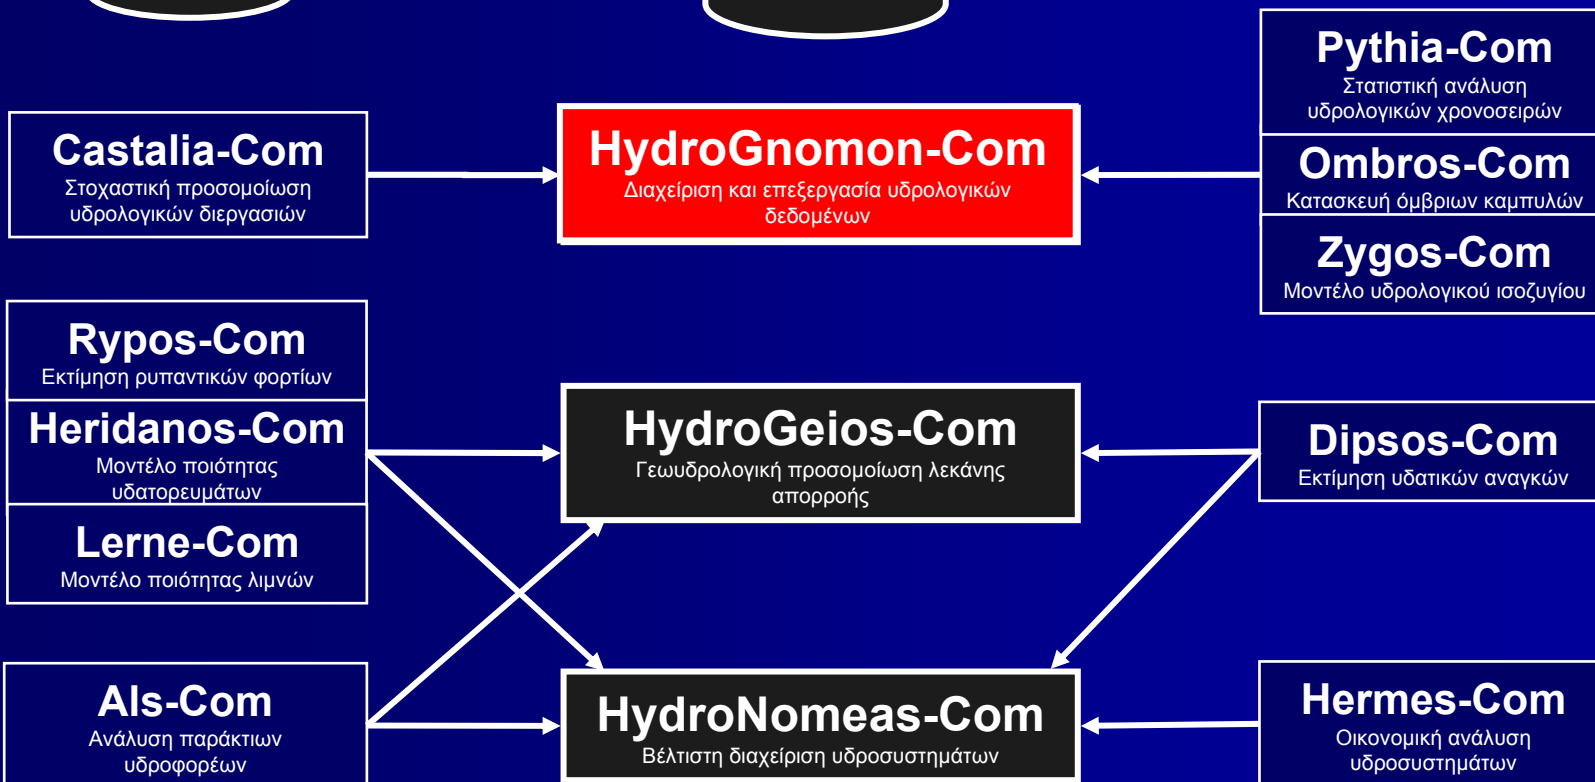 Pythia-Com
Στατιστική ανάλυση
υδρολογικών χρονοσειρών
Castalia-Com
Στοχαστική προσομοίωση
υδρολογικών διεργασιών
HydroGnomon-Com
Διαχείριση και επεξεργασία υδρολογικών
δεδομένων
Ombros-Com
Κατασκευή όμβριων καμπυλών
Zygos-Com
Μοντέλο υδρολογικού ισοζυγίου
Rypos-Com
Εκτίμηση ρυπαντικών φορτίων
Heridanos-Com
Μοντέλο ποιότητας
υδατορευμάτων
Lerne-Com
Μοντέλο ποιότητας λιμνών
HydroGeios-Com
Γεωυδρολογική προσομοίωση λεκάνης
απορροής
Dipsos-Com
Εκτίμηση υδατικών αναγκών
Als-Com
Ανάλυση παράκτιων
υδροφορέων
HydroNomeas-Com
Βέλτιστη διαχείριση υδροσυστημάτων
Hermes-Com
Οικονομική ανάλυση
υδροσυστημάτων